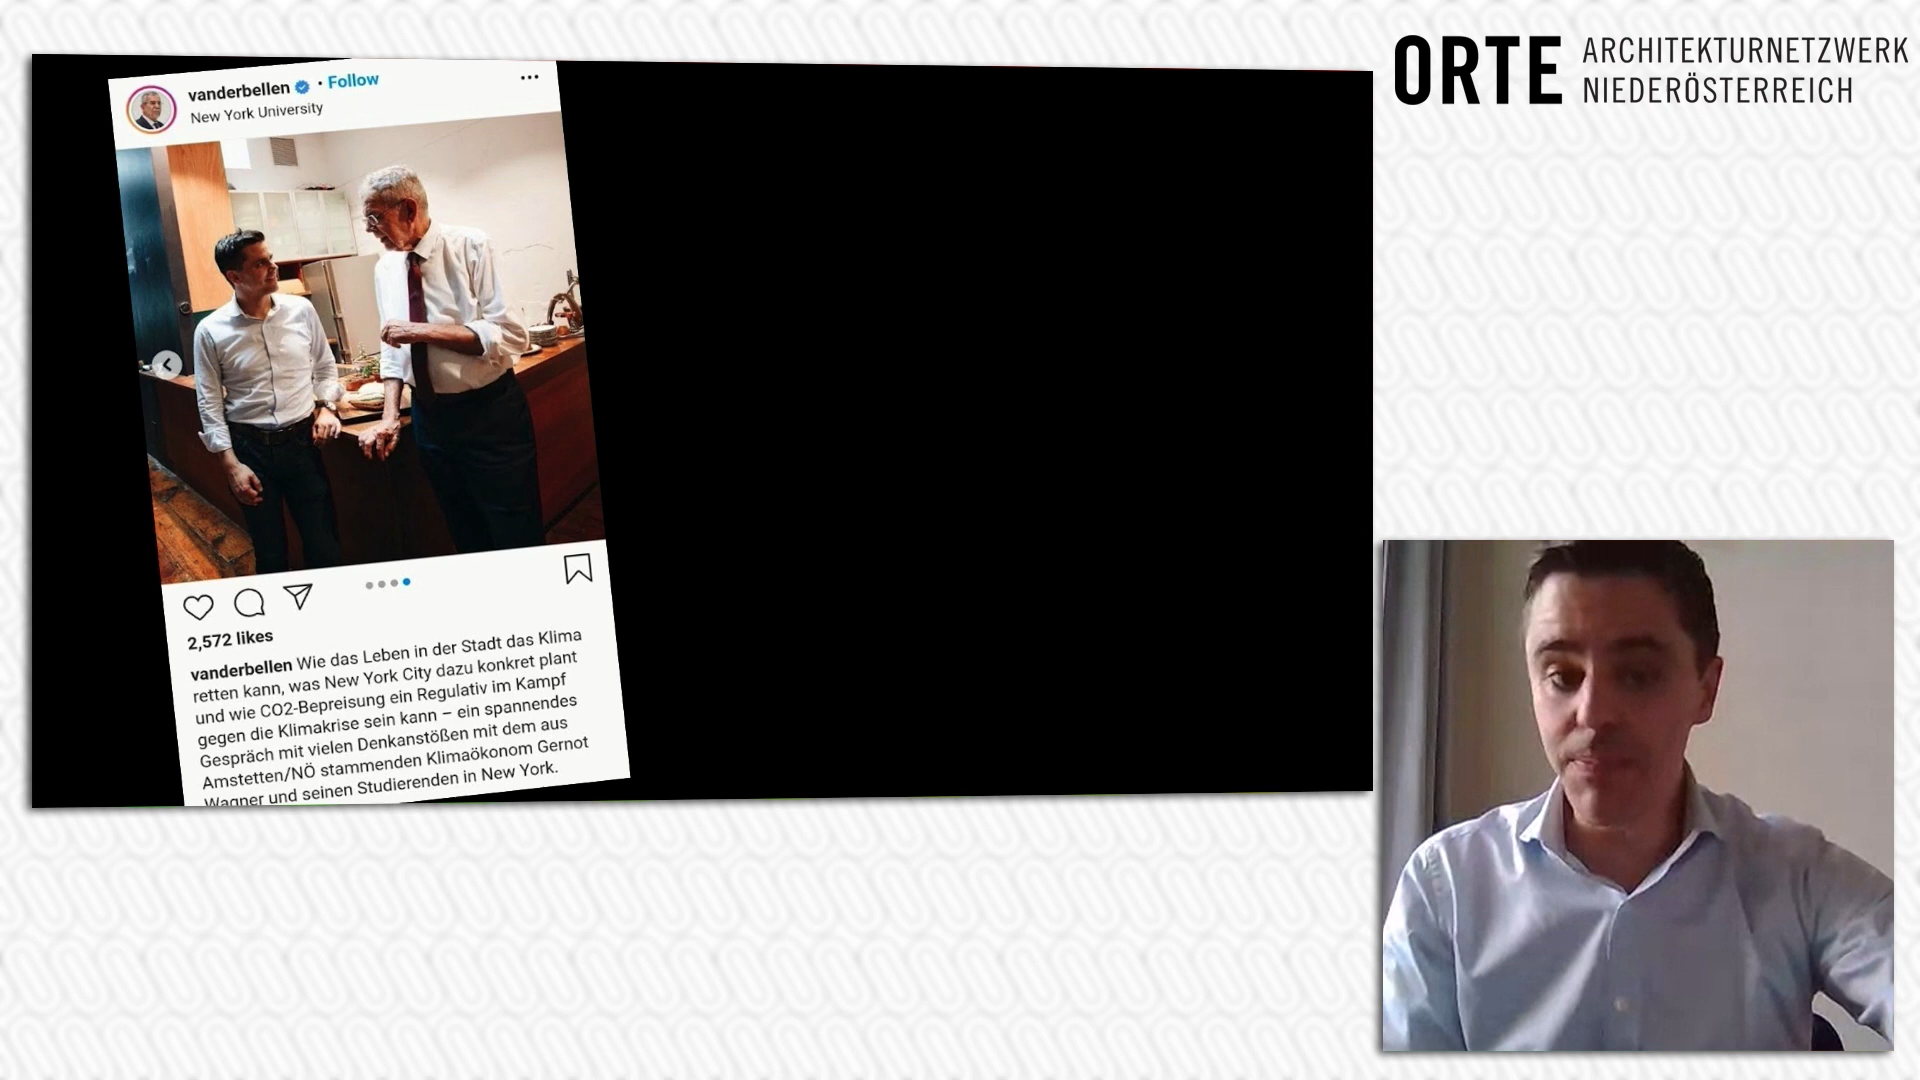 vanderbellen • Follow
New York University
2,572 likes
vanderbellen Wie das Leben in der Stadt das Klima
retten kann, was New York City dazu konkret plant
und wie CO2-Bepreisung ein Regulativ im Kampf
gegen die Klimakrise sein kann – ein spannendes
Gespräch mit vielen Denkanstößen mit dem aus
Amstetten/NÖ stammenden Klimaökonom Gernot
Wagner und seinen Studierenden in New York.
ORTE ARCHITEKTURNETZWERK
NIEDERÖSTERREICH